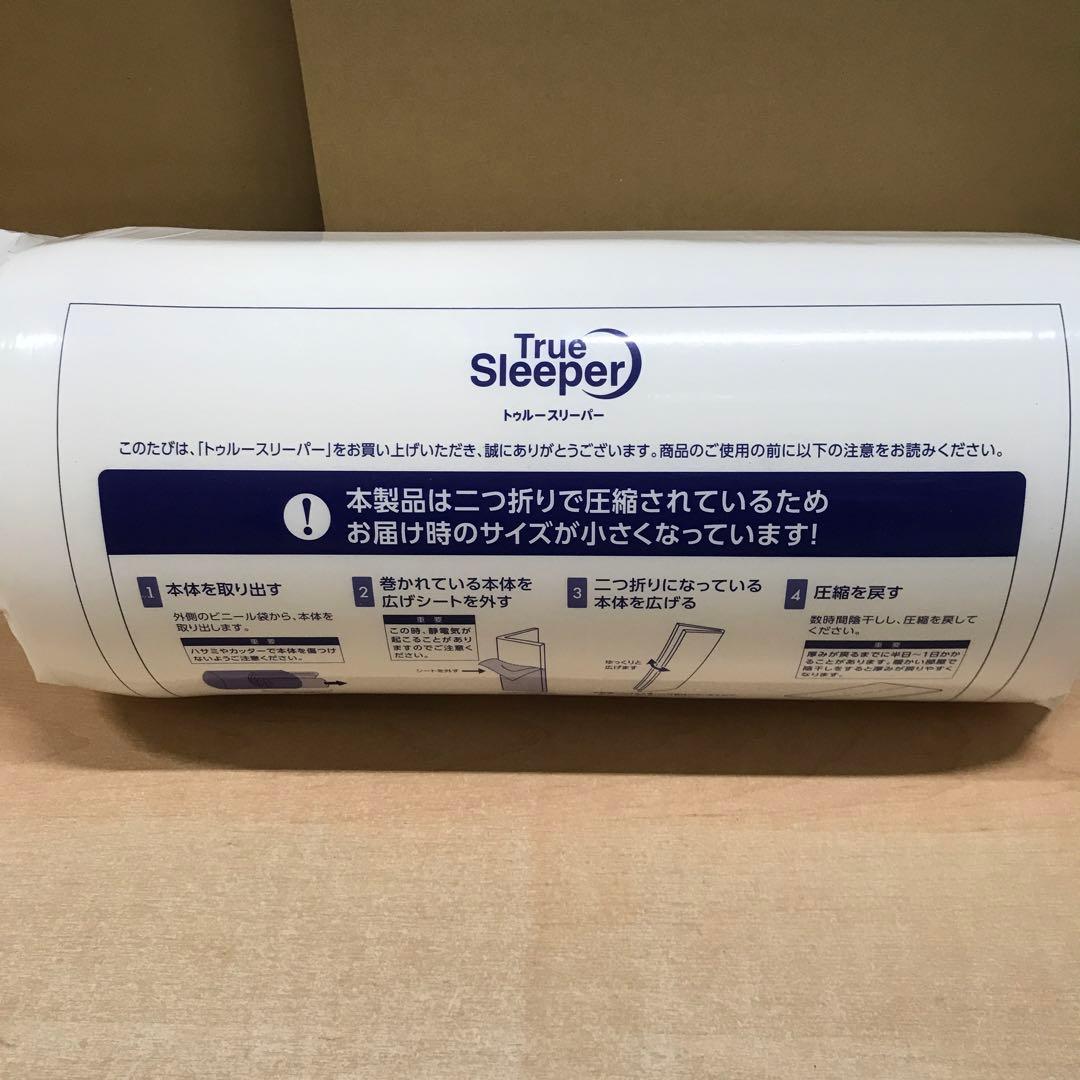 True
Sleeper
トゥルースリーパー
このたびは、「トゥルースリーパー」をお買い上げいただき、誠にありがとうございます。商品のご使用の前に以下の注意をお読みください。
! 本製品は二つ折りで圧縮されているため
お届け時のサイズが小さくなっています!
1 本体を取り出す
外側のビニール袋から、本体を
取り出します。
重要
ハサミやカッターで本体を傷つけ
ないようご注意ください。
2 巻かれている本体を
広げシートを外す
重要
この時、静電気が
起こることがあり
ますのでご注意く
ださい。
シートを外す
3 二つ折りになっている
本体を広げる
ゆっくりと
広げます
4 圧縮を戻す
数時間陰干しし、圧縮を戻して
ください。
重要
厚みが戻るまでに半日〜1日かか
ることがあります。暖かい部屋で
陰干しをすると厚みが戻りやすく
なります。